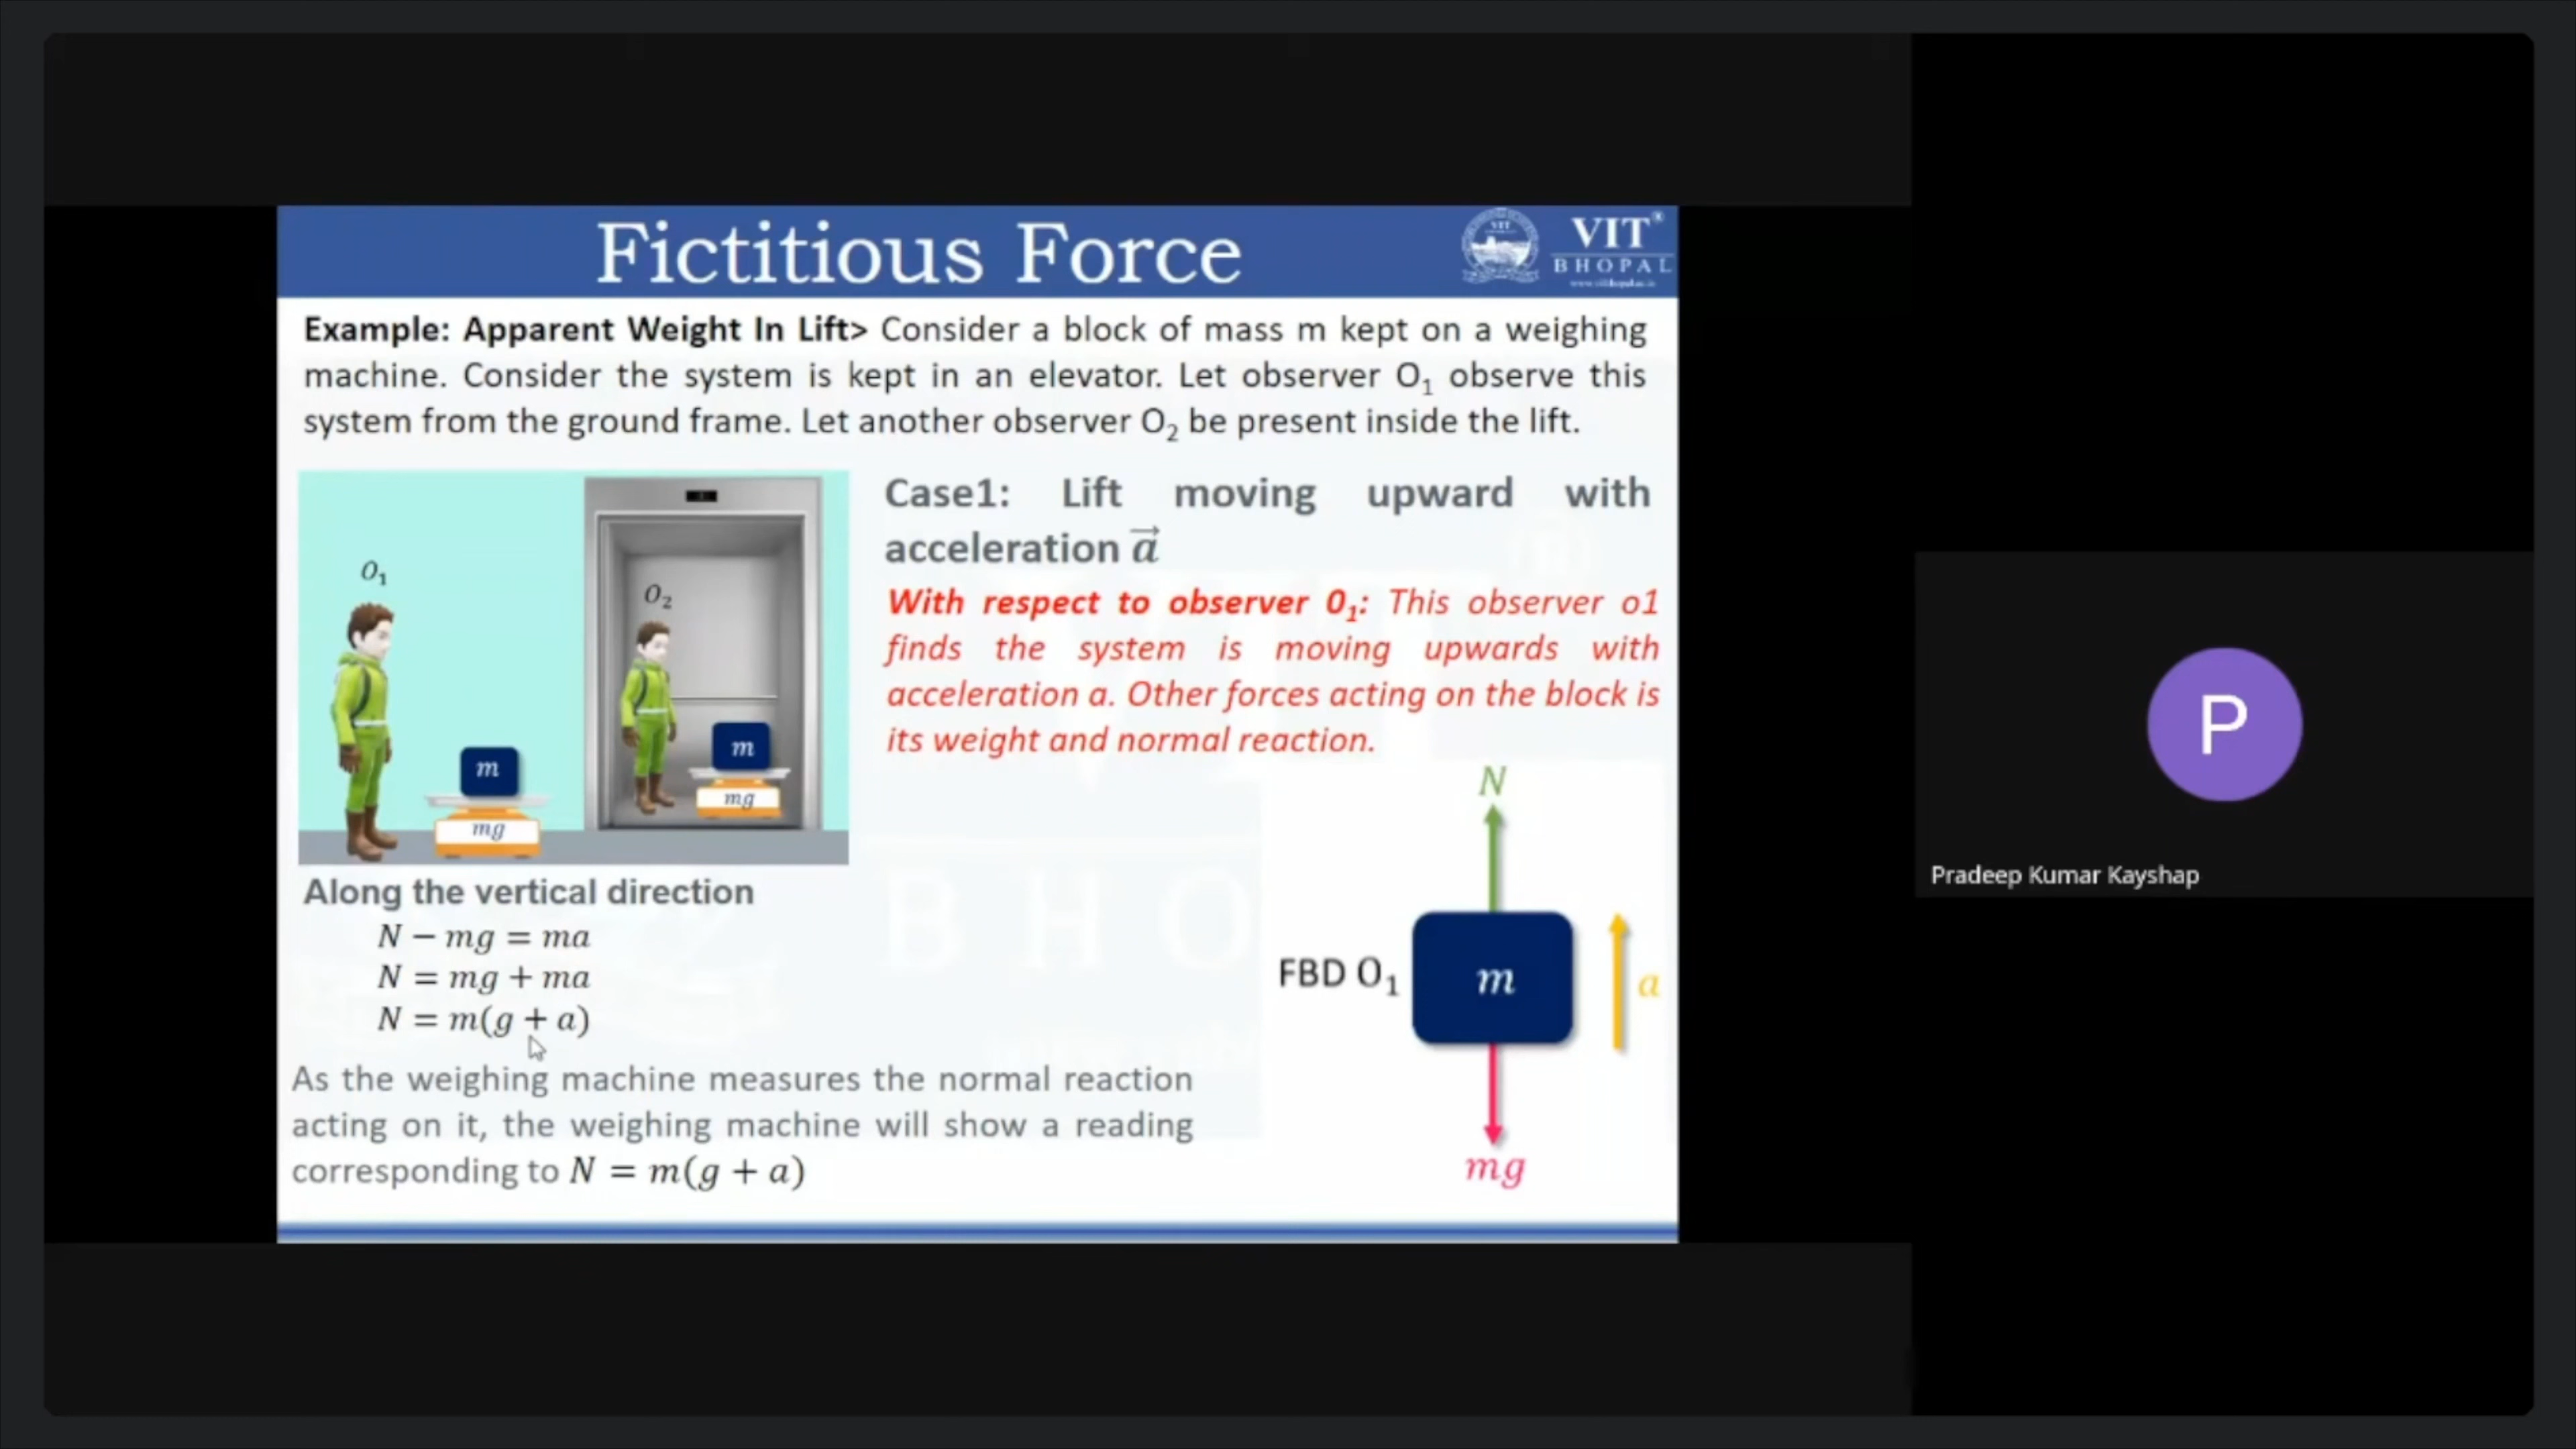 Fictitious Force
VIT
BHOPAL
Example: Apparent Weight In Lift> Consider a block of mass m kept on a weighing
machine. Consider the system is kept in an elevator. Let observer O₁ observe this
system from the ground frame. Let another observer O₂ be present inside the lift.
O₁
O₂
m
mg
m
mg
Case1: Lift moving upward with
acceleration a⃗
With respect to observer 0₁: This observer o1
finds the system is moving upwards with
acceleration a. Other forces acting on the block is
its weight and normal reaction.
Along the vertical direction
N − mg = ma
N = mg + ma
N = m(g + a)
As the weighing machine measures the normal reaction
acting on it, the weighing machine will show a reading
corresponding to N = m(g + a)
N
FBD O₁
m
a
mg
P
Pradeep Kumar Kayshap